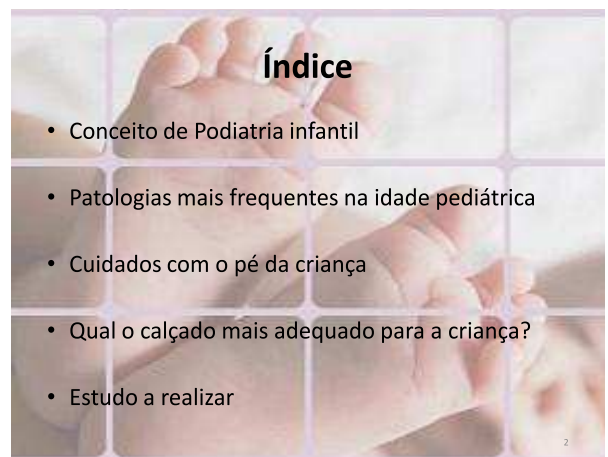 Índice
• Conceito de Podiatria infantil
• Patologias mais frequentes na idade pediátrica
• Cuidados com o pé da criança
• Qual o calçado mais adequado para a criança?
• Estudo a realizar
2